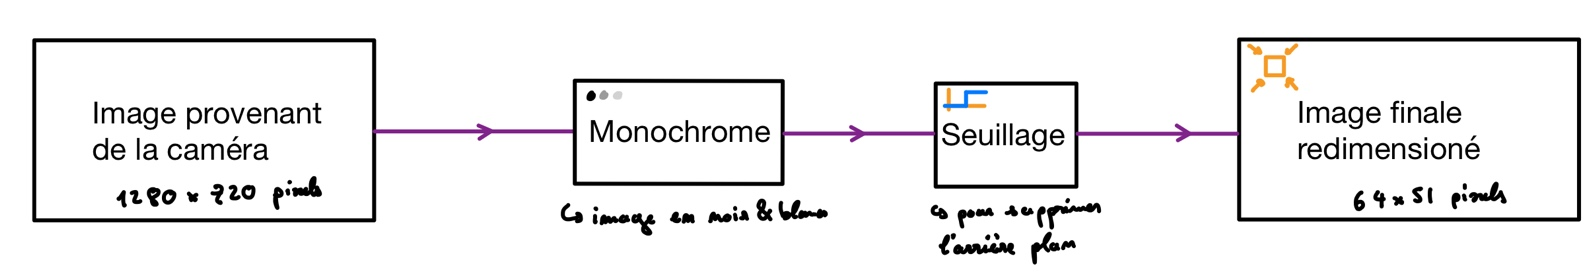 Image provenant
de la caméra
1280 x 720 pixels
Monochrome
↪ image en noir & blanc
Seuillage
↪ pour supprimer
l'arrière plan
Image finale
redimensioné
64 x 51 pixels